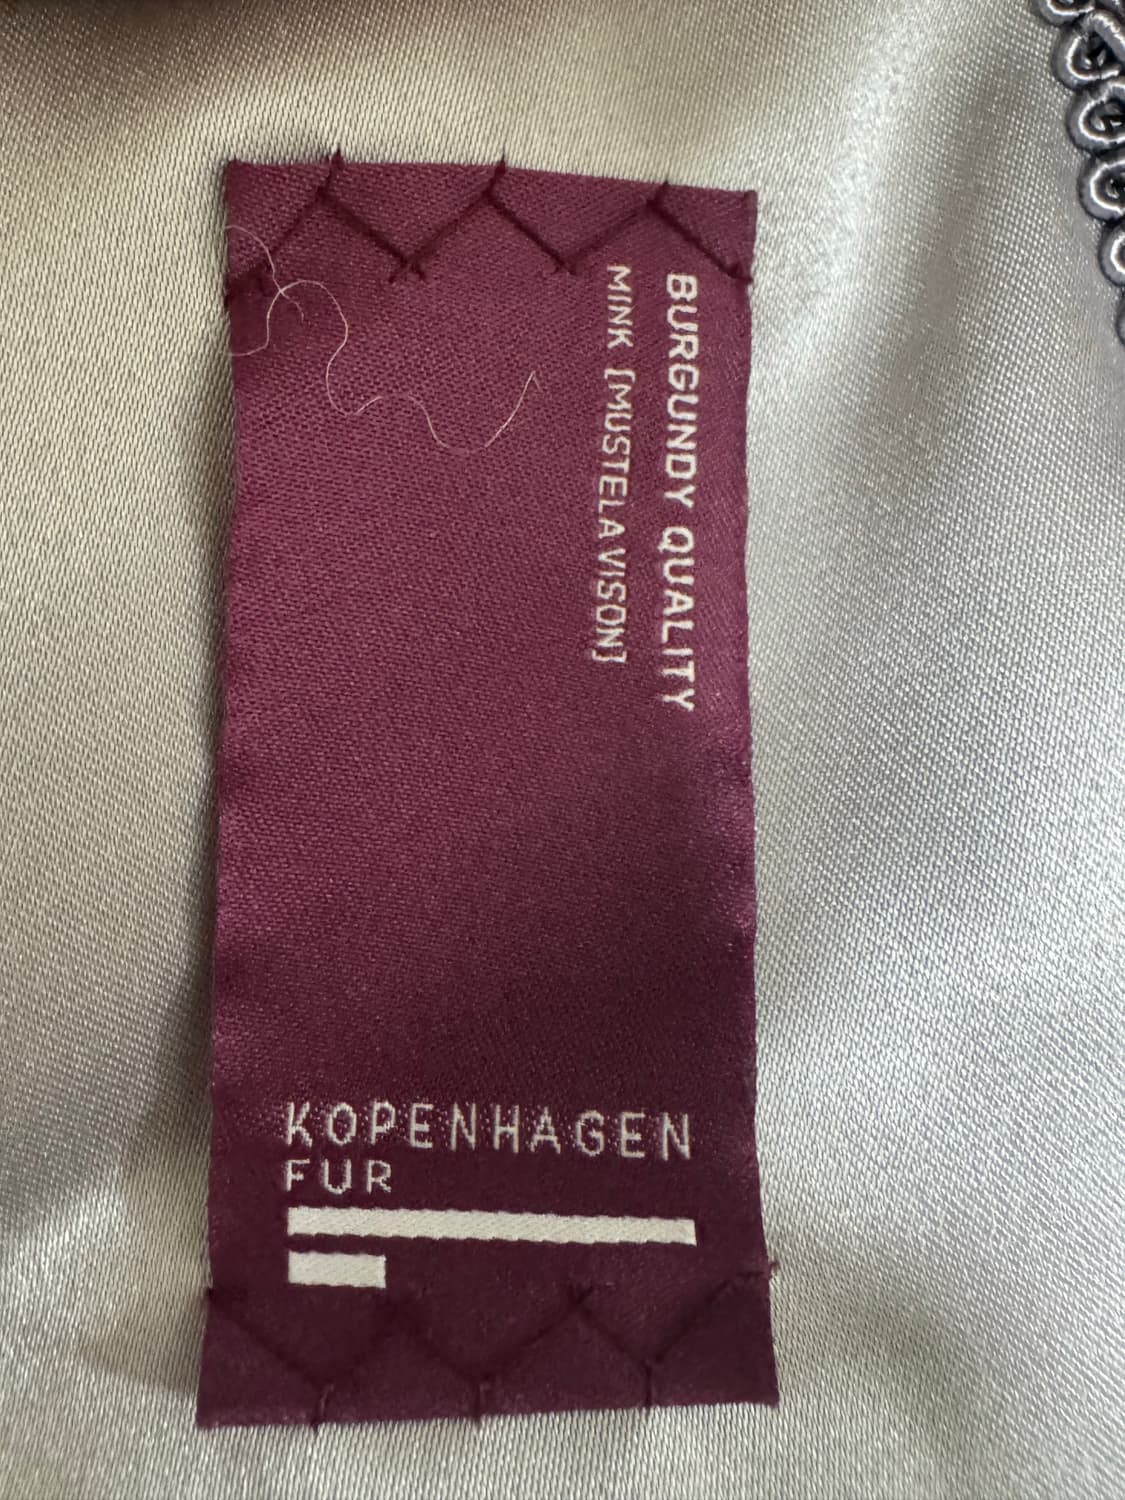 BURGUNDY QUALITY
MINK [MUSTELA VISON]
KOPENHAGEN
FUR